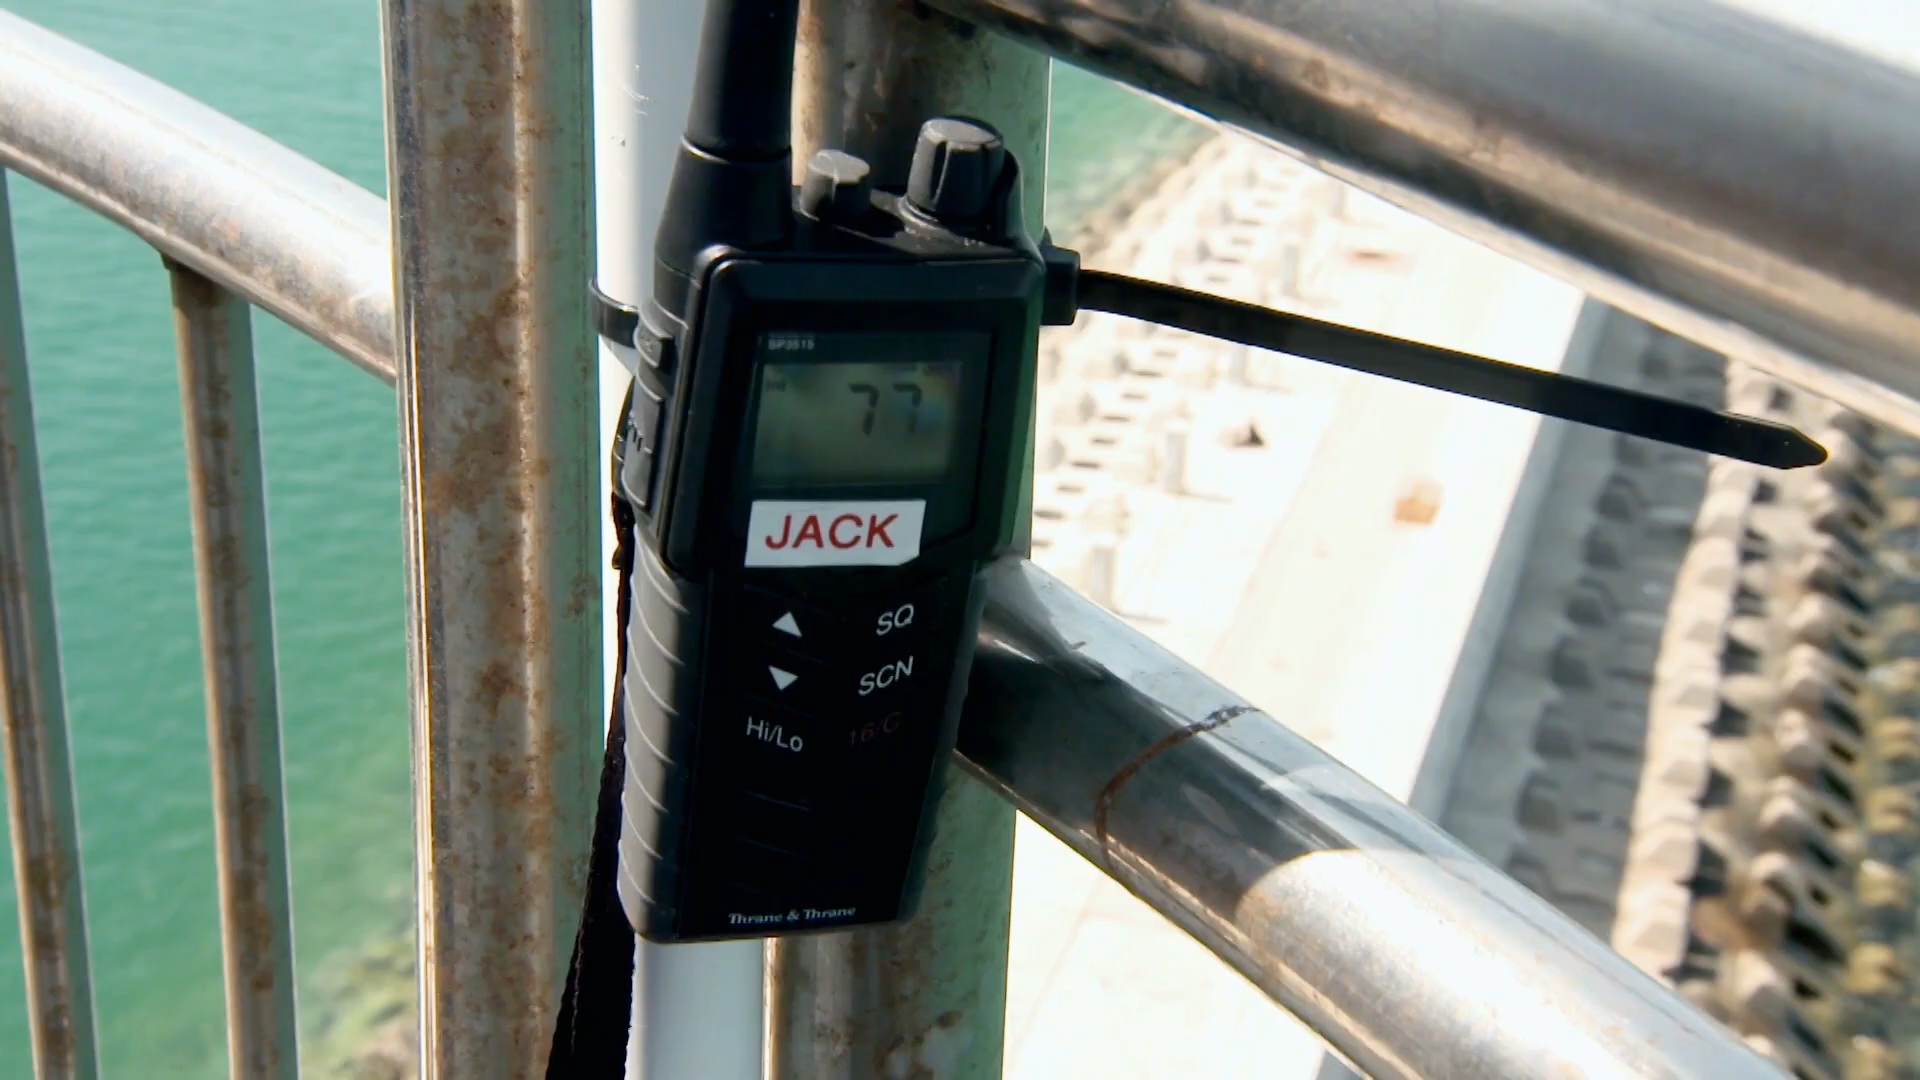 SP3515
77
JACK
SQ
SCN
Hi/Lo 16/C
Thrane & Thrane